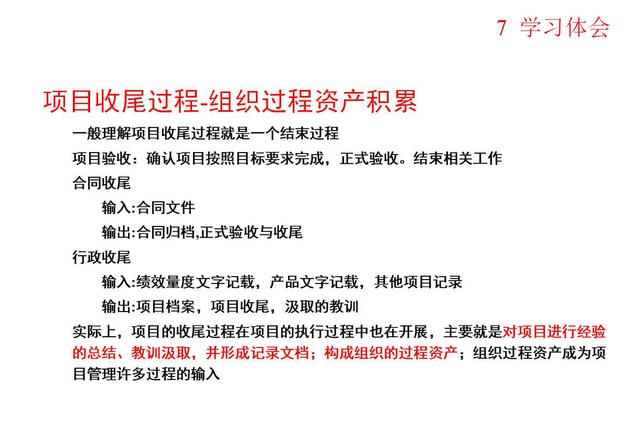 7 学习体会
项目收尾过程-组织过程资产积累
一般理解项目收尾过程就是一个结束过程
项目验收：确认项目按照目标要求完成，正式验收。结束相关工作
合同收尾
输入:合同文件
输出:合同归档,正式验收与收尾
行政收尾
输入:绩效量度文字记载，产品文字记载，其他项目记录
输出:项目档案，项目收尾，汲取的教训
实际上，项目的收尾过程在项目的执行过程中也在开展，主要就是对项目进行经验
的总结、教训汲取，并形成记录文档；构成组织的过程资产；组织过程资产成为项
目管理许多过程的输入